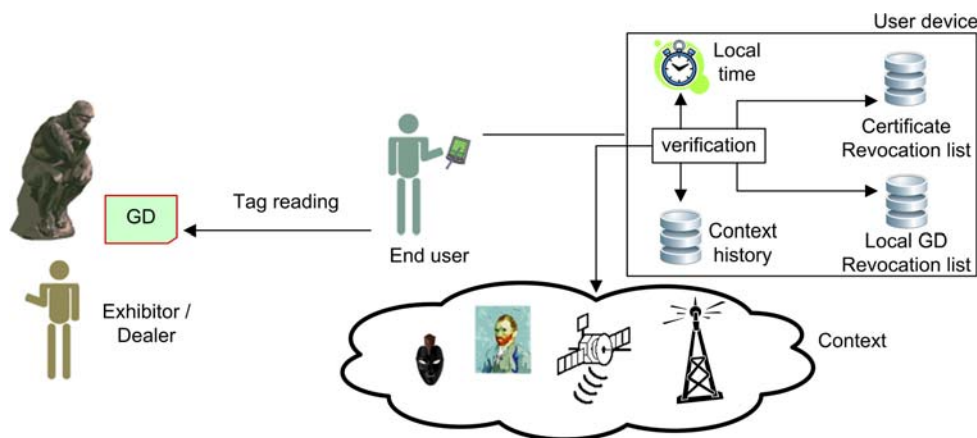 User device
Local
time
Certificate
Revocation list
verification
Context
history
Local GD
Revocation list
GD
Tag reading
End user
Exhibitor /
Dealer
Context